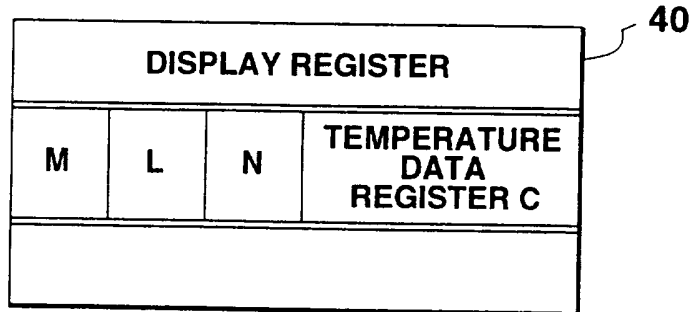 40
DISPLAY REGISTER
M L N TEMPERATURE
DATA
REGISTER C